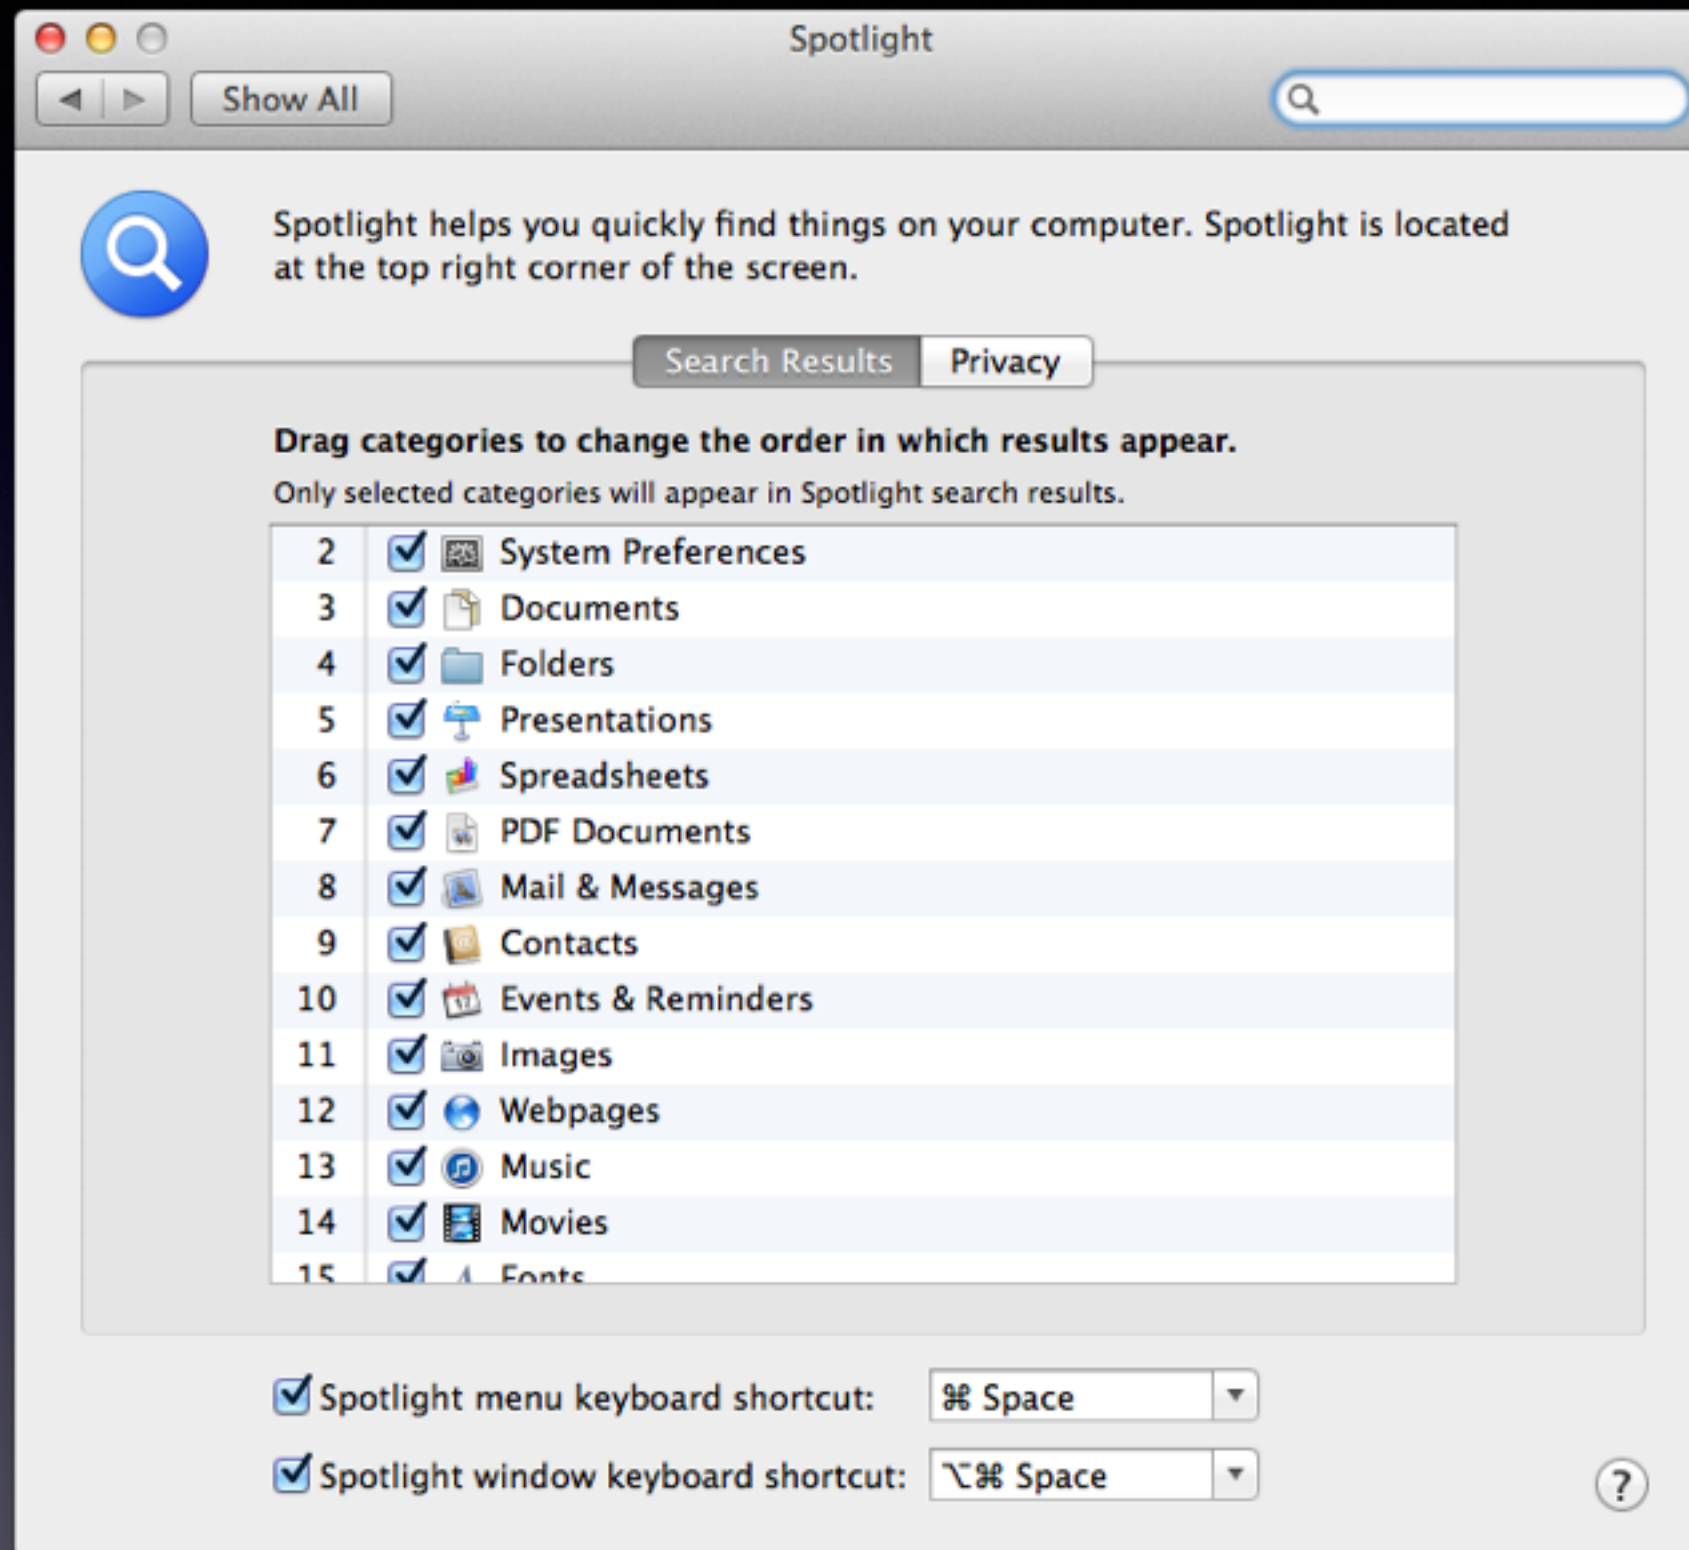 Spotlight
Show All
Spotlight helps you quickly find things on your computer. Spotlight is located
at the top right corner of the screen.
Search Results Privacy
Drag categories to change the order in which results appear.
Only selected categories will appear in Spotlight search results.
2 System Preferences
3 Documents
4 Folders
5 Presentations
6 Spreadsheets
7 PDF Documents
8 Mail & Messages
9 Contacts
10 Events & Reminders
11 Images
12 Webpages
13 Music
14 Movies
15 Fonts
Spotlight menu keyboard shortcut: ⌘ Space
Spotlight window keyboard shortcut: ⌥⌘ Space
?